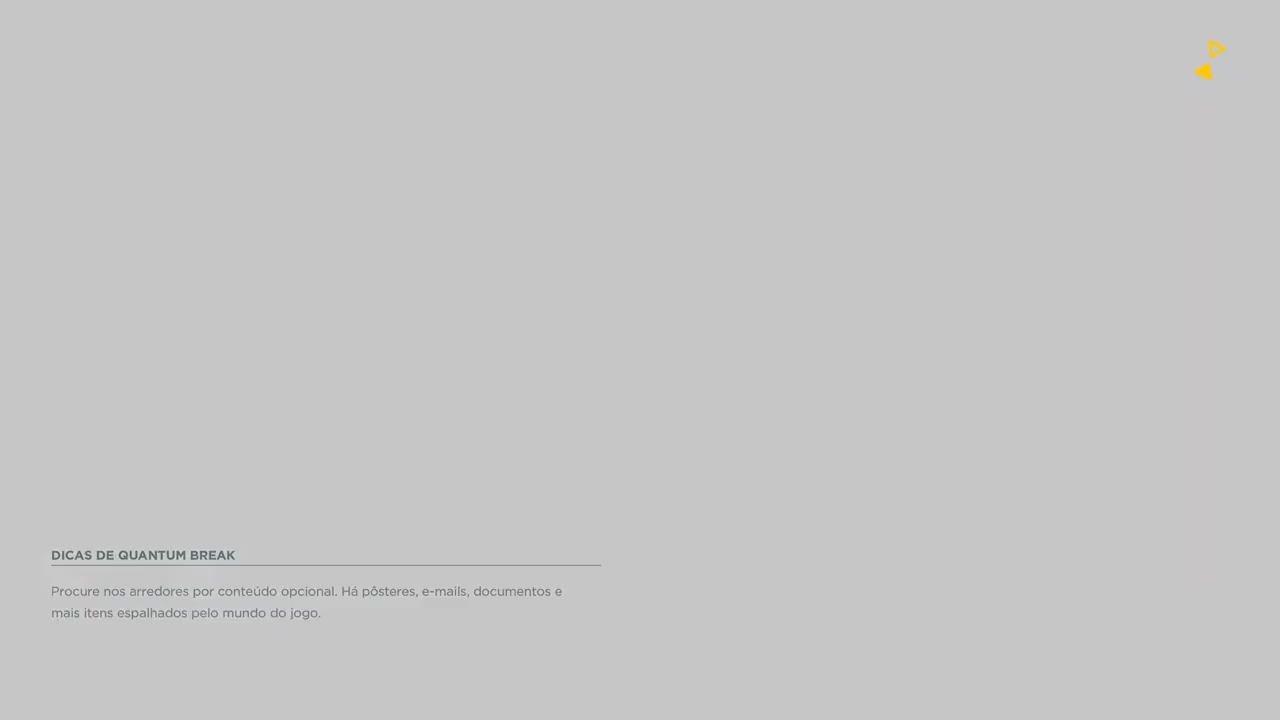 DICAS DE QUANTUM BREAK
Procure nos arredores por conteúdo opcional. Há pôsteres, e-mails, documentos e
mais itens espalhados pelo mundo do jogo.